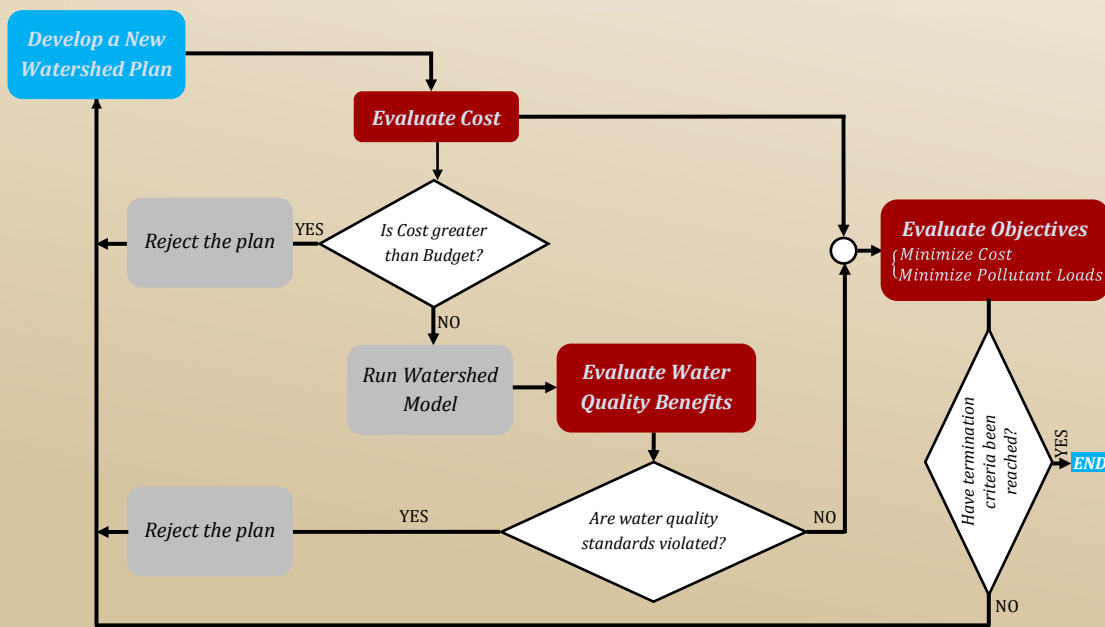 Develop a New
Watershed Plan
Evaluate Cost
Is Cost greater
than Budget?
YES
Reject the plan
NO
Run Watershed
Model
Evaluate Water
Quality Benefits
Are water quality
standards violated?
YES
Reject the plan
NO
Evaluate Objectives
Minimize Cost
Minimize Pollutant Loads
Have termination
criteria been
reached?
YES
END
NO